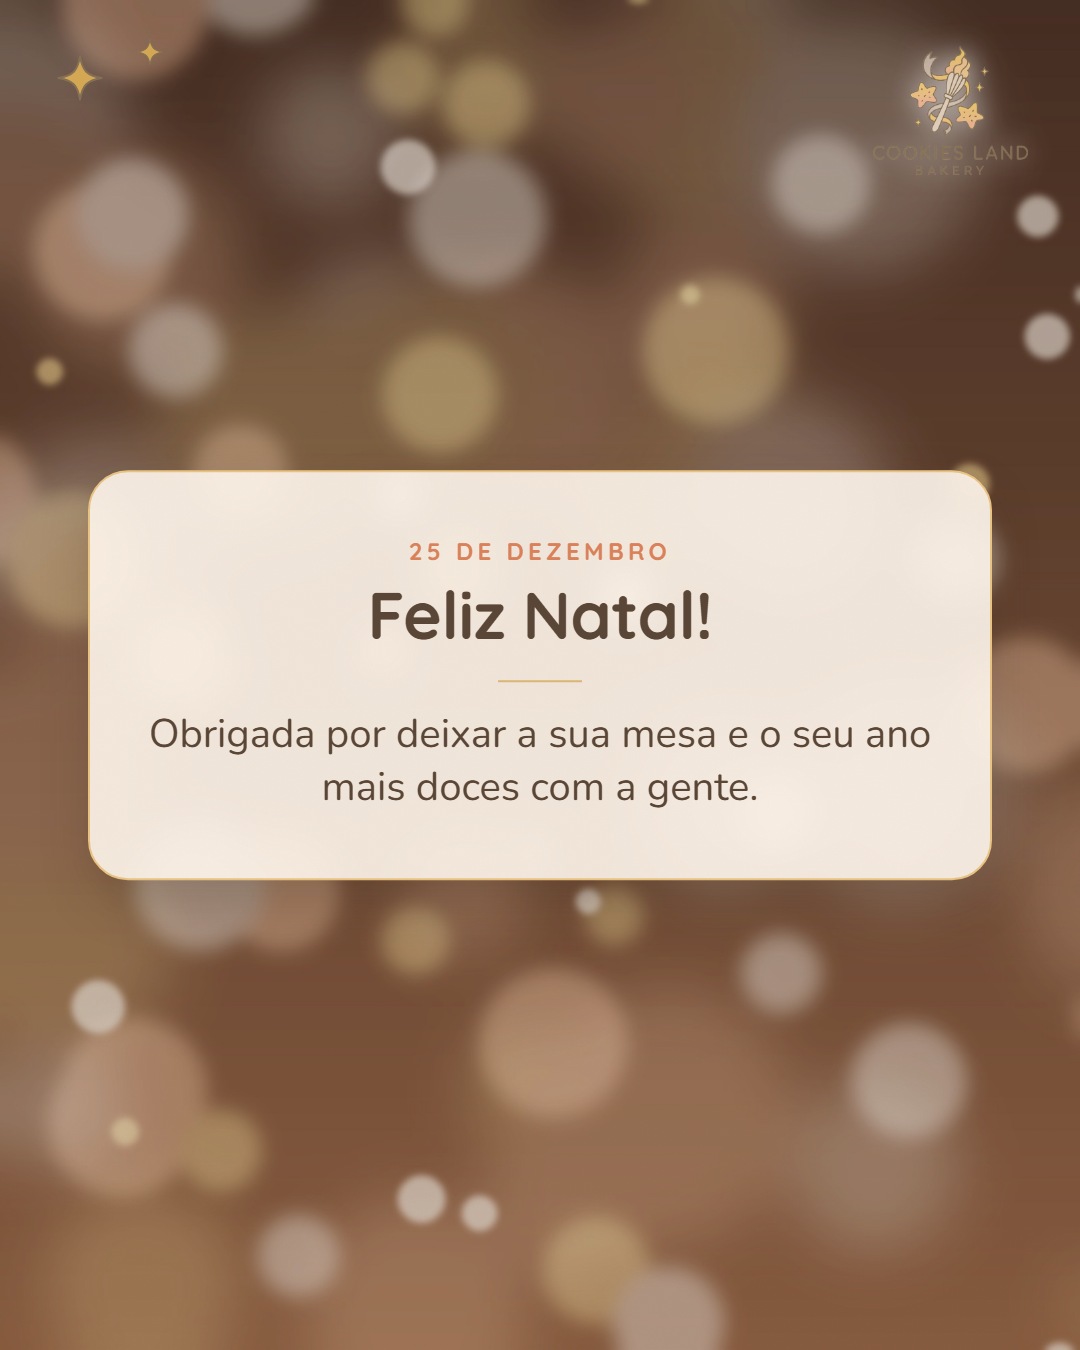 COOKIES LAND
BAKERY
25 DE DEZEMBRO
Feliz Natal!
Obrigada por deixar a sua mesa e o seu ano
mais doces com a gente.